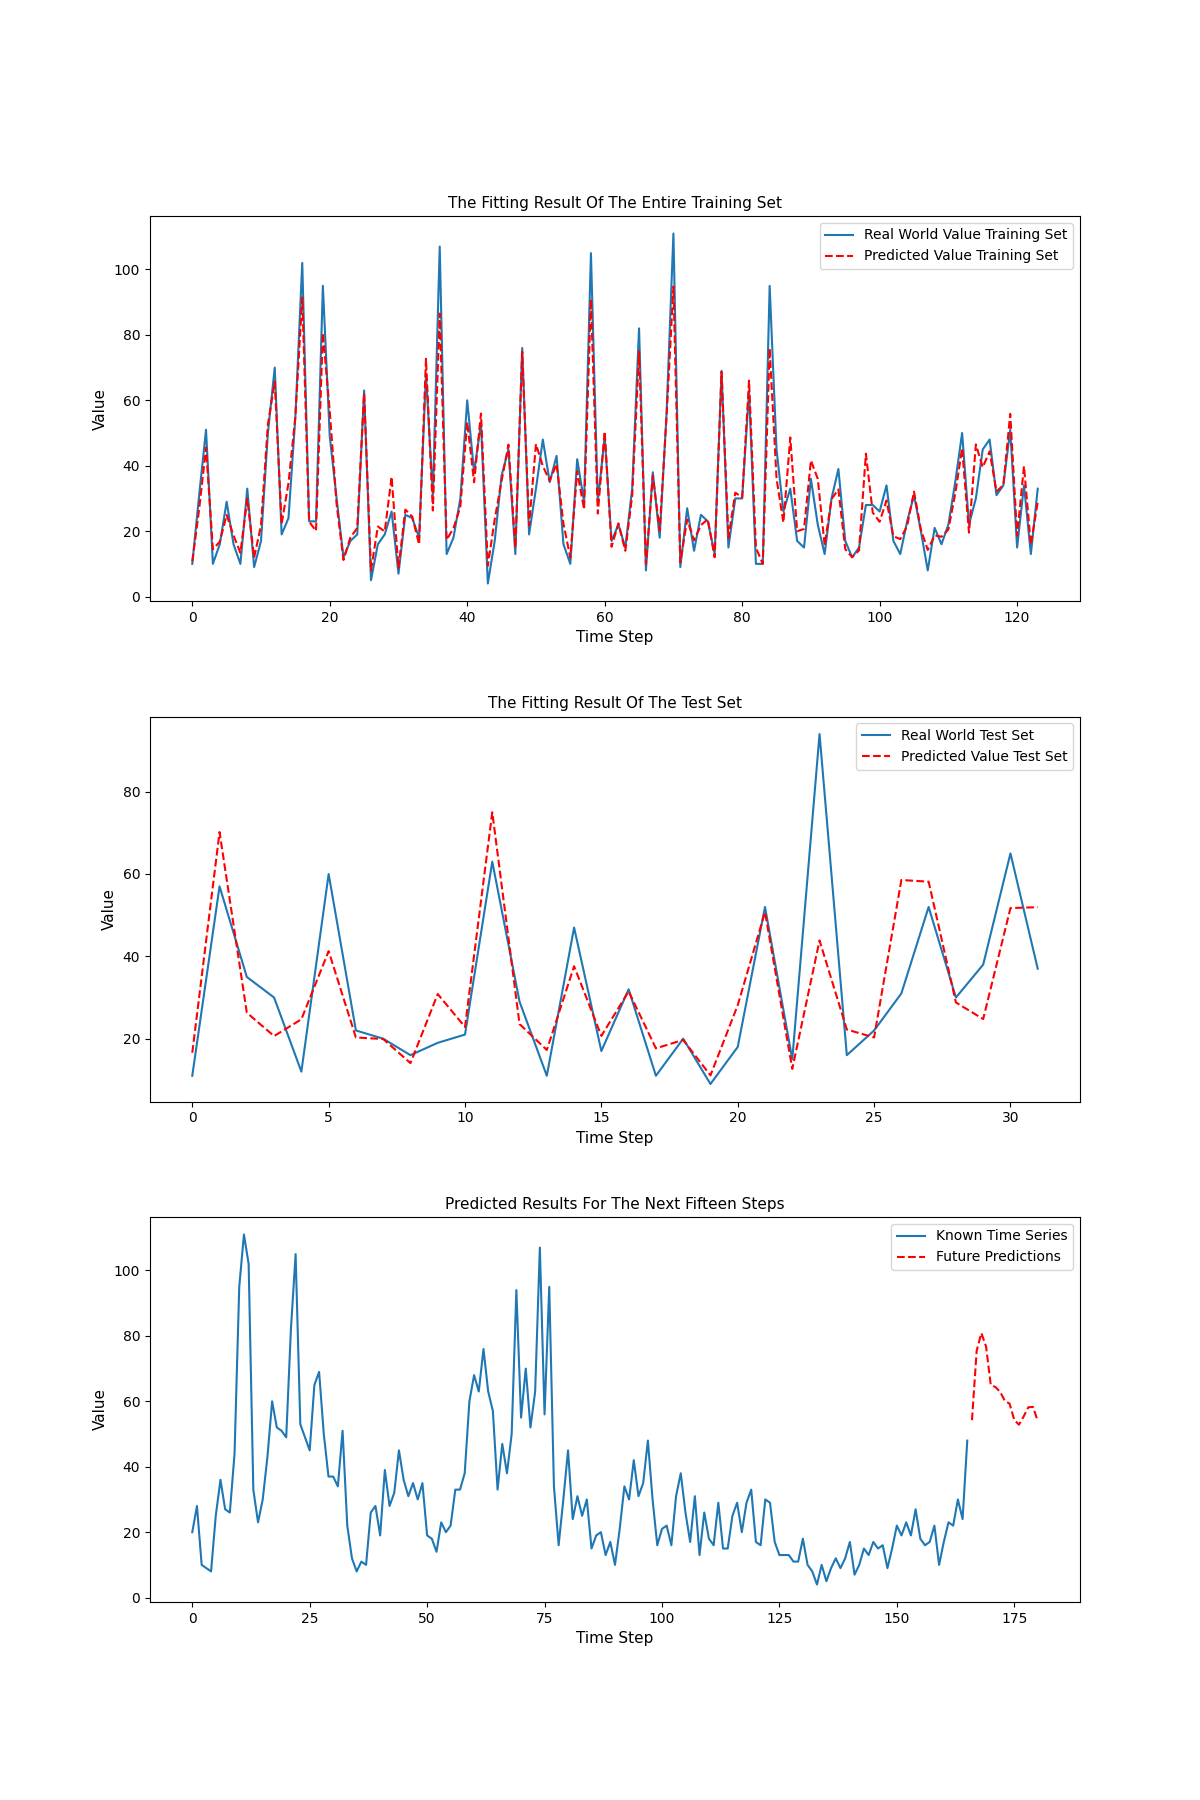 The Fitting Result Of The Entire Training Set
Real World Value Training Set
Predicted Value Training Set
100
80
60
40
20
0
Value
0 20 40 60 80 100 120
Time Step
The Fitting Result Of The Test Set
Real World Test Set
Predicted Value Test Set
80
60
40
20
Value
0 5 10 15 20 25 30
Time Step
Predicted Results For The Next Fifteen Steps
Known Time Series
Future Predictions
100
80
60
40
20
0
Value
0 25 50 75 100 125 150 175
Time Step